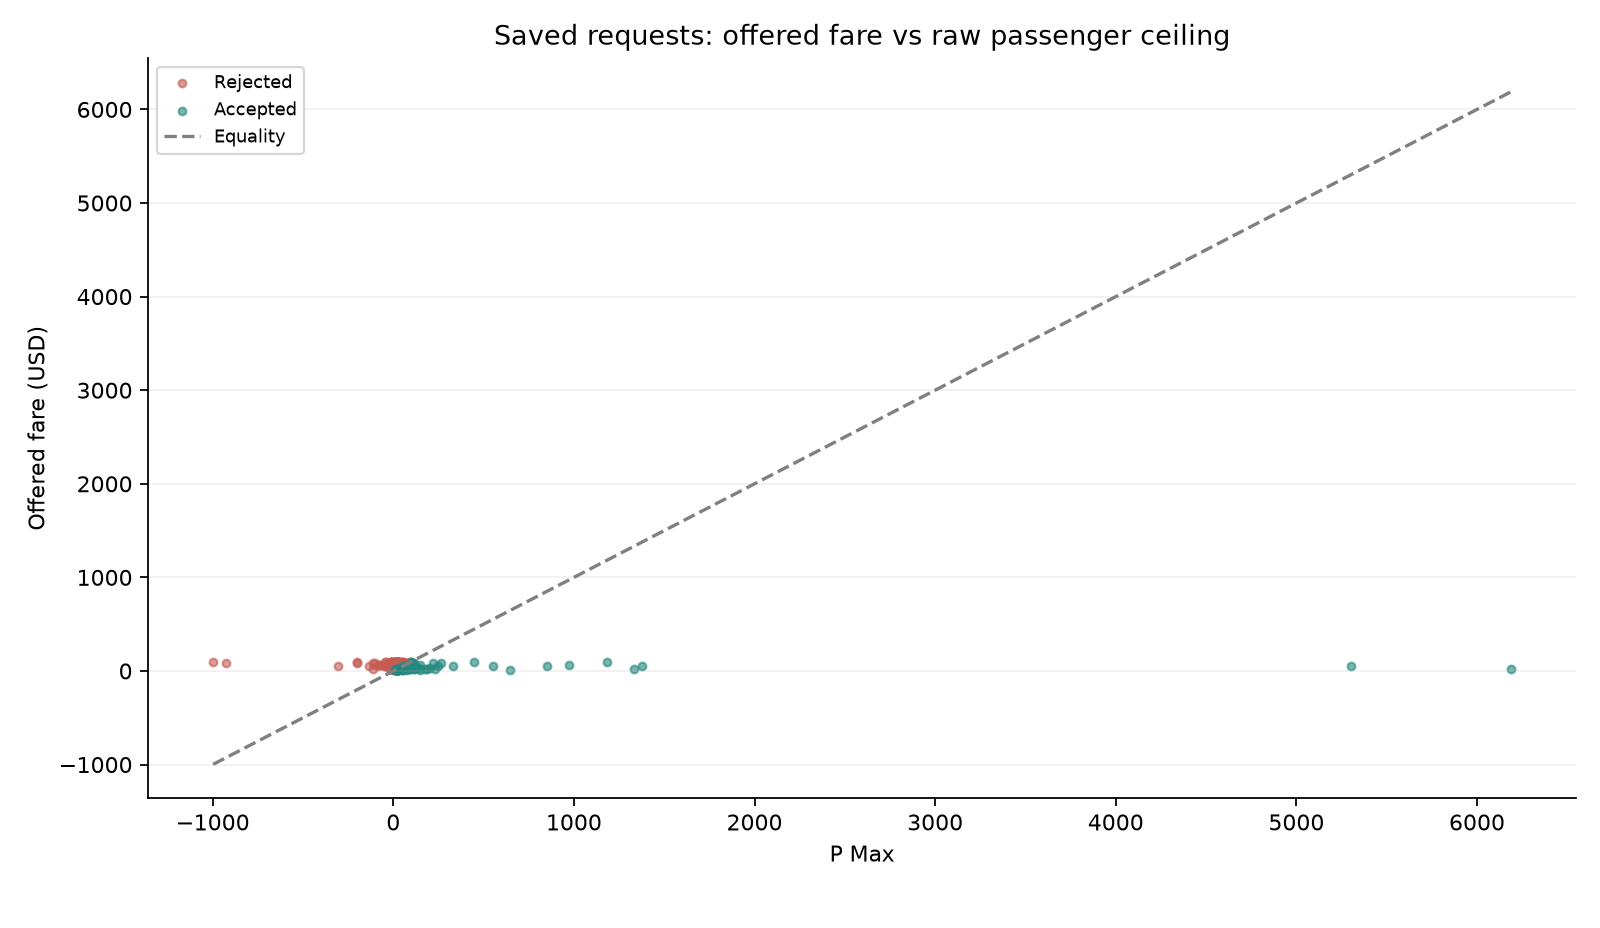 Saved requests: offered fare vs raw passenger ceiling
Rejected
Accepted
Equality
Offered fare (USD)
6000
5000
4000
3000
2000
1000
0
−1000
−1000
0
1000
2000
3000
4000
5000
6000
P Max